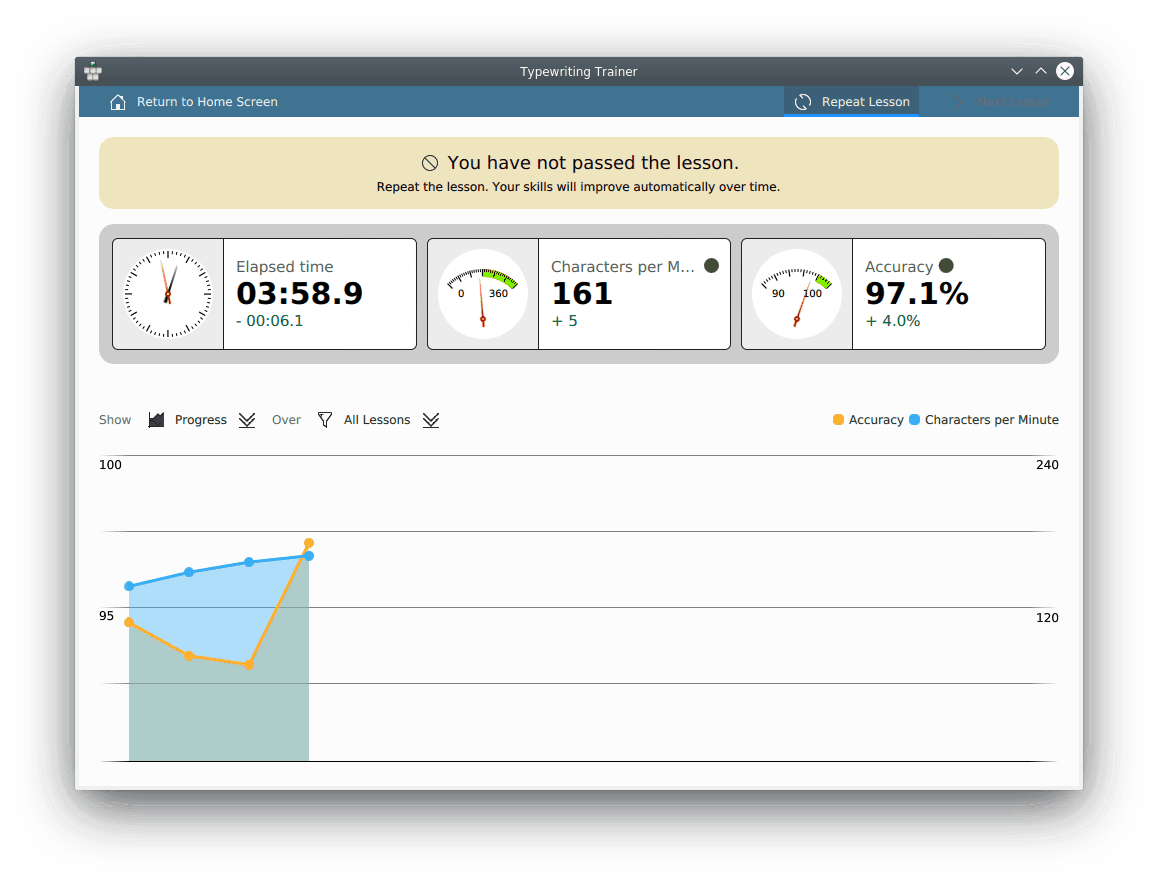 Typewriting Trainer
Return to Home Screen
Repeat Lesson
Next Lesson
You have not passed the lesson.
Repeat the lesson. Your skills will improve automatically over time.
Elapsed time
03:58.9
- 00:06.1
0 360
Characters per M...
161
+ 5
90 100
Accuracy
97.1%
+ 4.0%
Show Progress Over All Lessons
Accuracy Characters per Minute
100 240
95 120